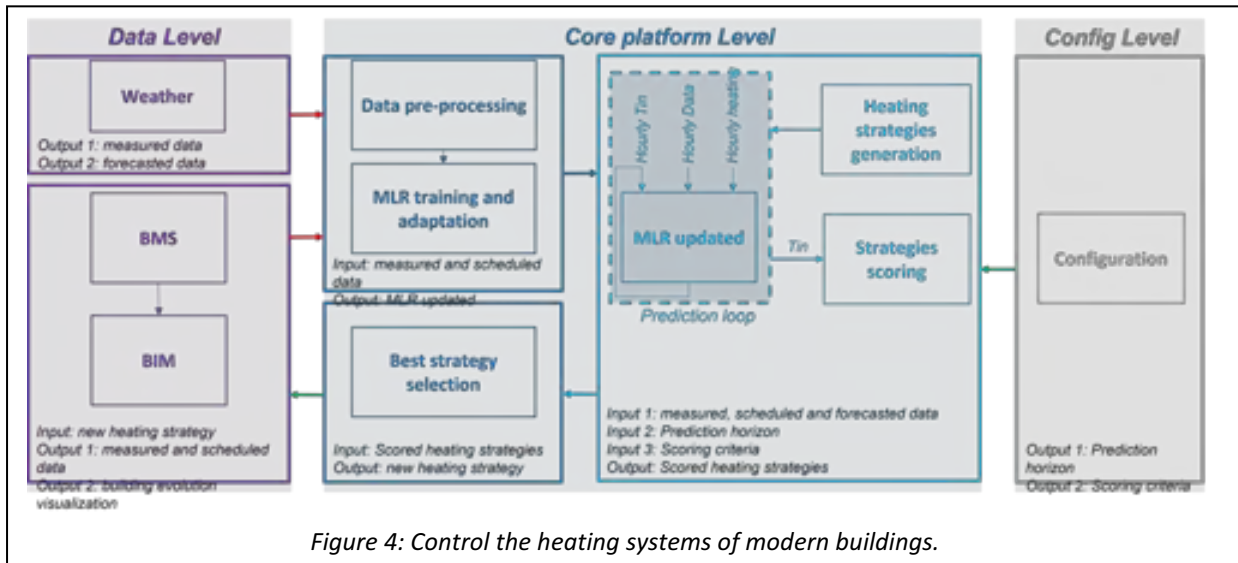 Data Level
Core platform Level
Config Level
Weather
Output 1: measured data
Output 2: forecasted data
BMS
BIM
Input: new heating strategy
Output 1: measured and scheduled
data
Output 2: building evolution
visualization
Data pre-processing
MLR training and
adaptation
Input: measured and scheduled
data
Output: MLR updated
Best strategy
selection
Input: Scored heating strategies
Output: new heating strategy
Hourly Tin
Hourly Data
Hourly heating
MLR updated
Prediction loop
Heating
strategies
generation
Tin
Strategies
scoring
Input 1: measured, scheduled and forecasted data
Input 2: Prediction horizon
Input 3: Scoring criteria
Output: Scored heating strategies
Configuration
Output 1: Prediction
horizon
Output 2: Scoring criteria
Figure 4: Control the heating systems of modern buildings.